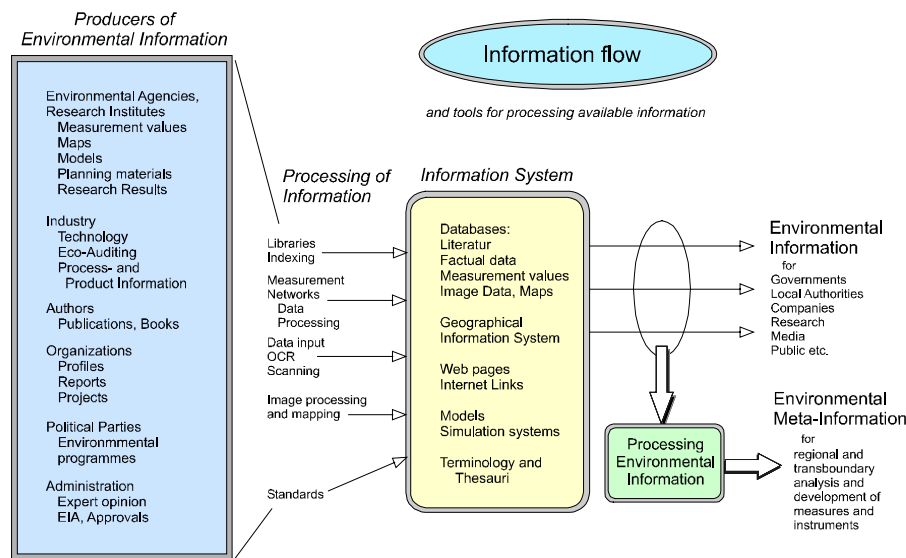 Producers of
Environmental Information
Information flow
and tools for processing available information
Environmental Agencies,
Research Institutes
Measurement values
Maps
Models
Planning materials
Research Results
Industry
Technology
Eco-Auditing
Process- and
Product Information
Authors
Publications, Books
Organizations
Profiles
Reports
Projects
Political Parties
Environmmental
programmes
Administration
Expert opinion
EIA, Approvals
Processing of
Information
Libraries
Indexing
Measurement
Networks
Data
Processing
Data input
OCR
Scanning
Image processing
and mapping
Standards
Information System
Databases:
Literatur
Factual data
Measurement values
Image Data, Maps
Geographical
Information System
Web pages
Internet Links
Models
Simulation systems
Terminology and
Thesauri
Environmental
Information
for
Governments
Local Authorities
Companies
Research
Media
Public etc.
Processing
Environmental
Information
Environmental
Meta-Information
for
regional and
transboundary
analysis and
development of
measures and
instruments